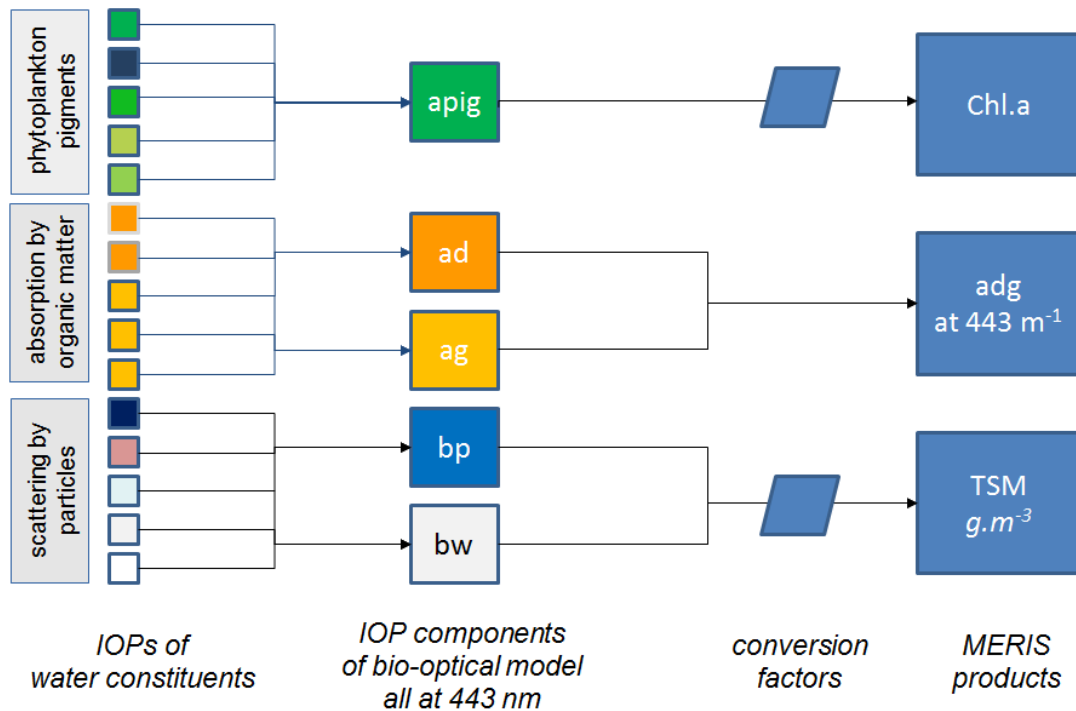 phytoplankton
pigments
apig
Chl.a
absorption by
organic matter
ad
ag
adg
at 443 m⁻¹
scattering by
particles
bp
bw
TSM
g.m⁻³
IOPs of
water constituents
IOP components
of bio-optical model
all at 443 nm
conversion
factors
MERIS
products